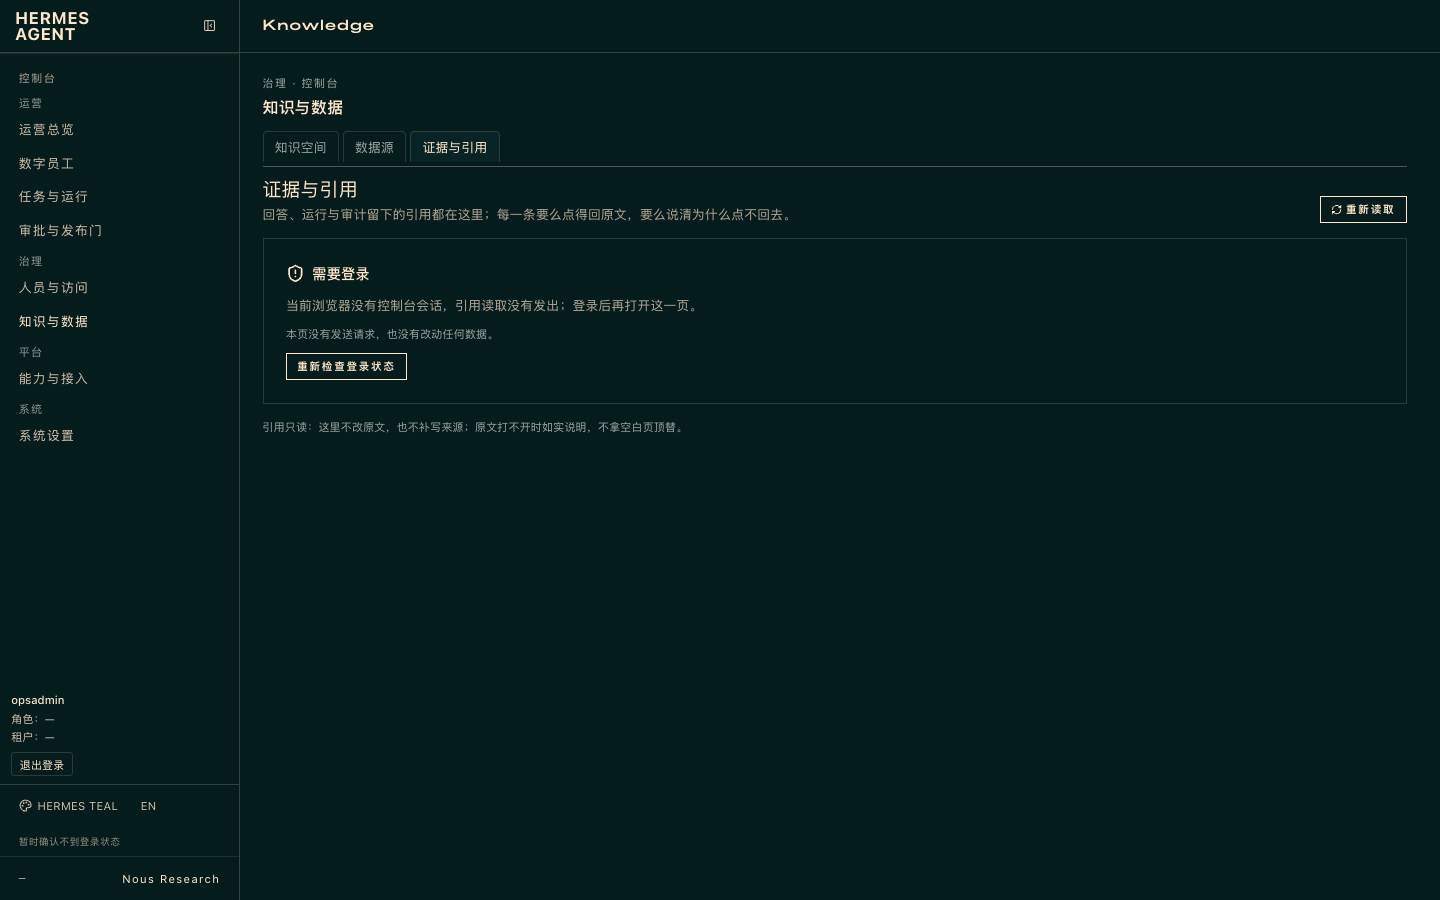 HERMES
AGENT
Knowledge
控制台
运营
运营总览
数字员工
任务与运行
审批与发布门
治理
人员与访问
知识与数据
平台
能力与接入
系统
系统设置
opsadmin
角色：—
租户：—
退出登录
HERMES TEAL EN
暂时确认不到登录状态
— Nous Research
治理 · 控制台
知识与数据
知识空间 数据源 证据与引用
证据与引用
回答、运行与审计留下的引用都在这里；每一条要么点得回原文，要么说清为什么点不回去。
重新读取
需要登录
当前浏览器没有控制台会话，引用读取没有发出；登录后再打开这一页。
本页没有发送请求，也没有改动任何数据。
重新检查登录状态
引用只读：这里不改原文，也不补写来源；原文打不开时如实说明，不拿空白页顶替。